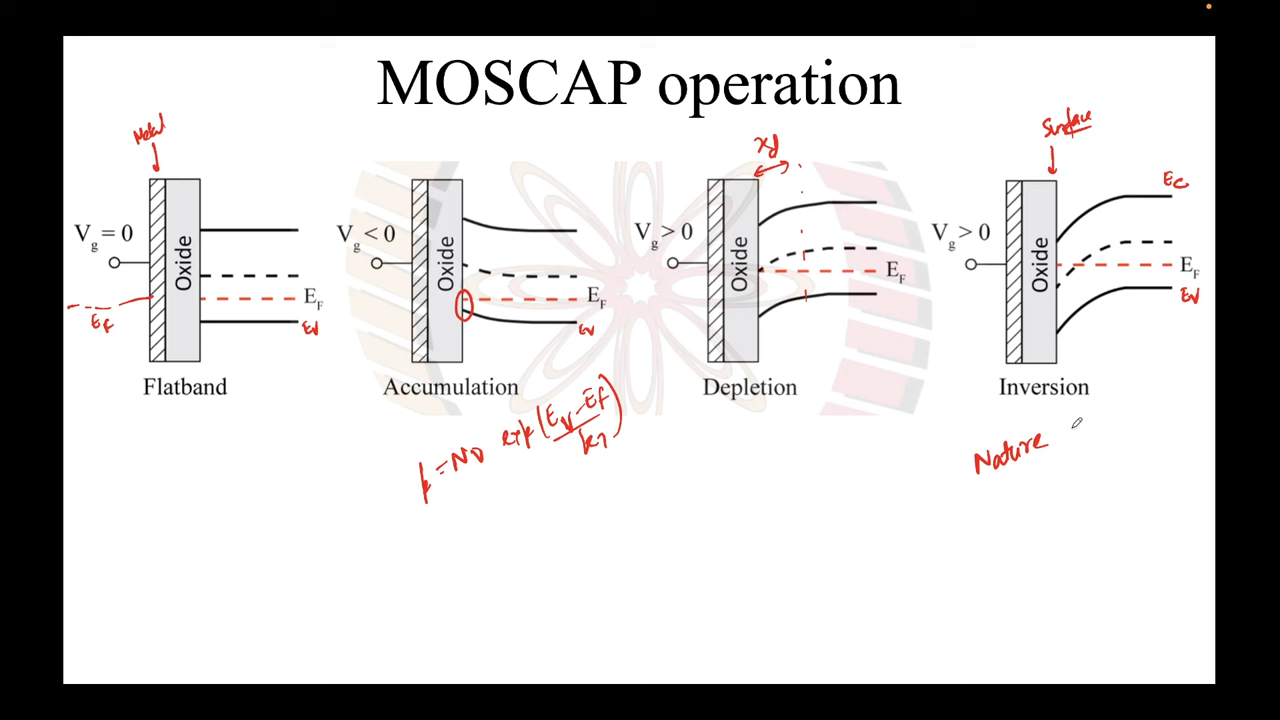 MOSCAP operation
Metal
xd
Surface
Vg = 0
Oxide
EF
Ef
EV
Flatband
Vg < 0
Oxide
EF
EV
Accumulation
Vg > 0
Oxide
EF
Depletion
Vg > 0
Oxide
EC
EF
EV
Inversion
p = N exp(EV-Ef/kT)
Nature